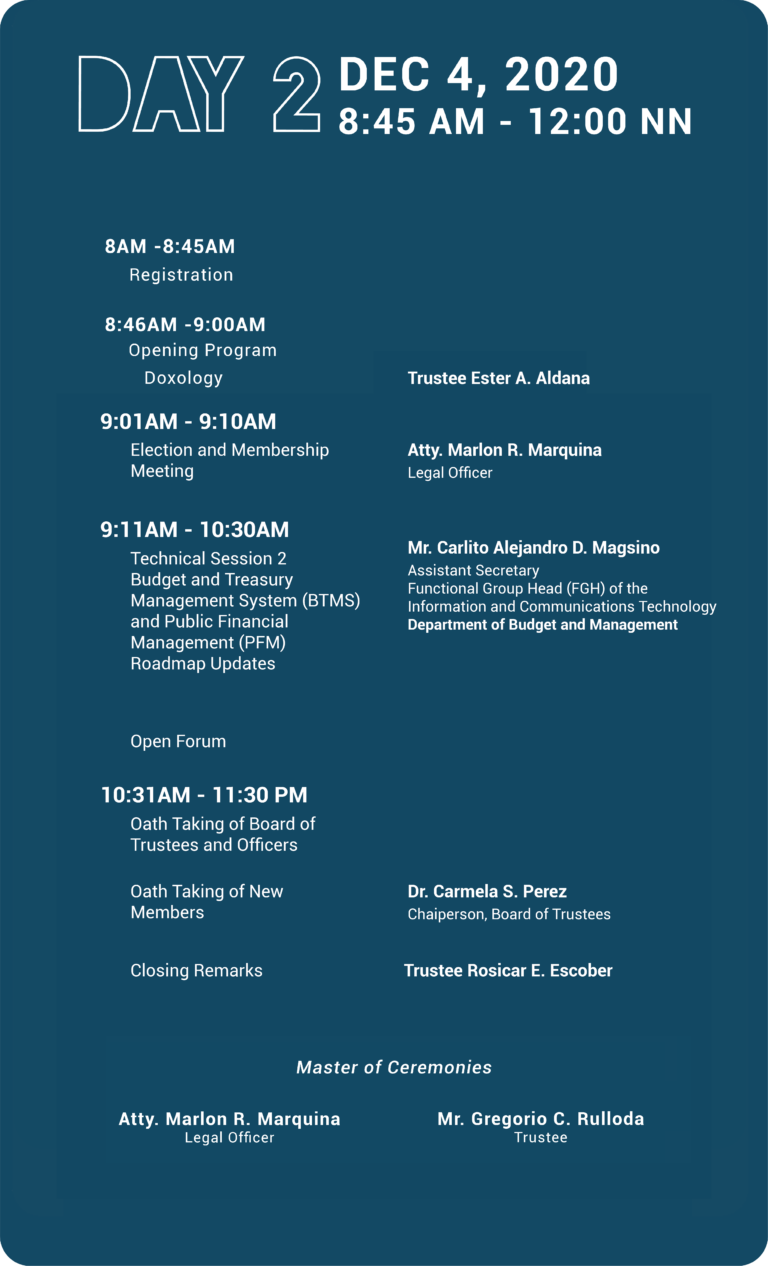 DAY 2
DEC 4, 2020
8:45 AM - 12:00 NN
8AM -8:45AM
Registration
8:46AM -9:00AM
Opening Program
Doxology
Trustee Ester A. Aldana
9:01AM - 9:10AM
Election and Membership
Meeting
Atty. Marlon R. Marquina
Legal Officer
9:11AM - 10:30AM
Technical Session 2
Budget and Treasury
Management System (BTMS)
and Public Financial
Management (PFM)
Roadmap Updates
Mr. Carlito Alejandro D. Magsino
Assistant Secretary
Functional Group Head (FGH) of the
Information and Communications Technology
Department of Budget and Management
Open Forum
10:31AM - 11:30 PM
Oath Taking of Board of
Trustees and Officers
Oath Taking of New
Members
Dr. Carmela S. Perez
Chaiperson, Board of Trustees
Closing Remarks
Trustee Rosicar E. Escober
Master of Ceremonies
Atty. Marlon R. Marquina
Legal Officer
Mr. Gregorio C. Rulloda
Trustee